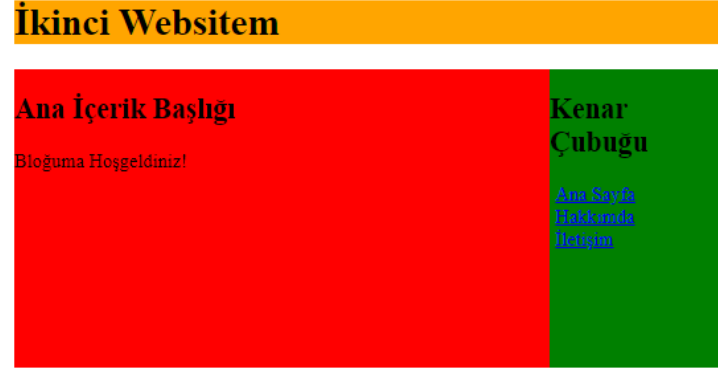 İkinci Websitem
Ana İçerik Başlığı
Bloğuma Hoşgeldiniz!
Kenar
Çubuğu
Ana Sayfa
Hakkımda
İletişim